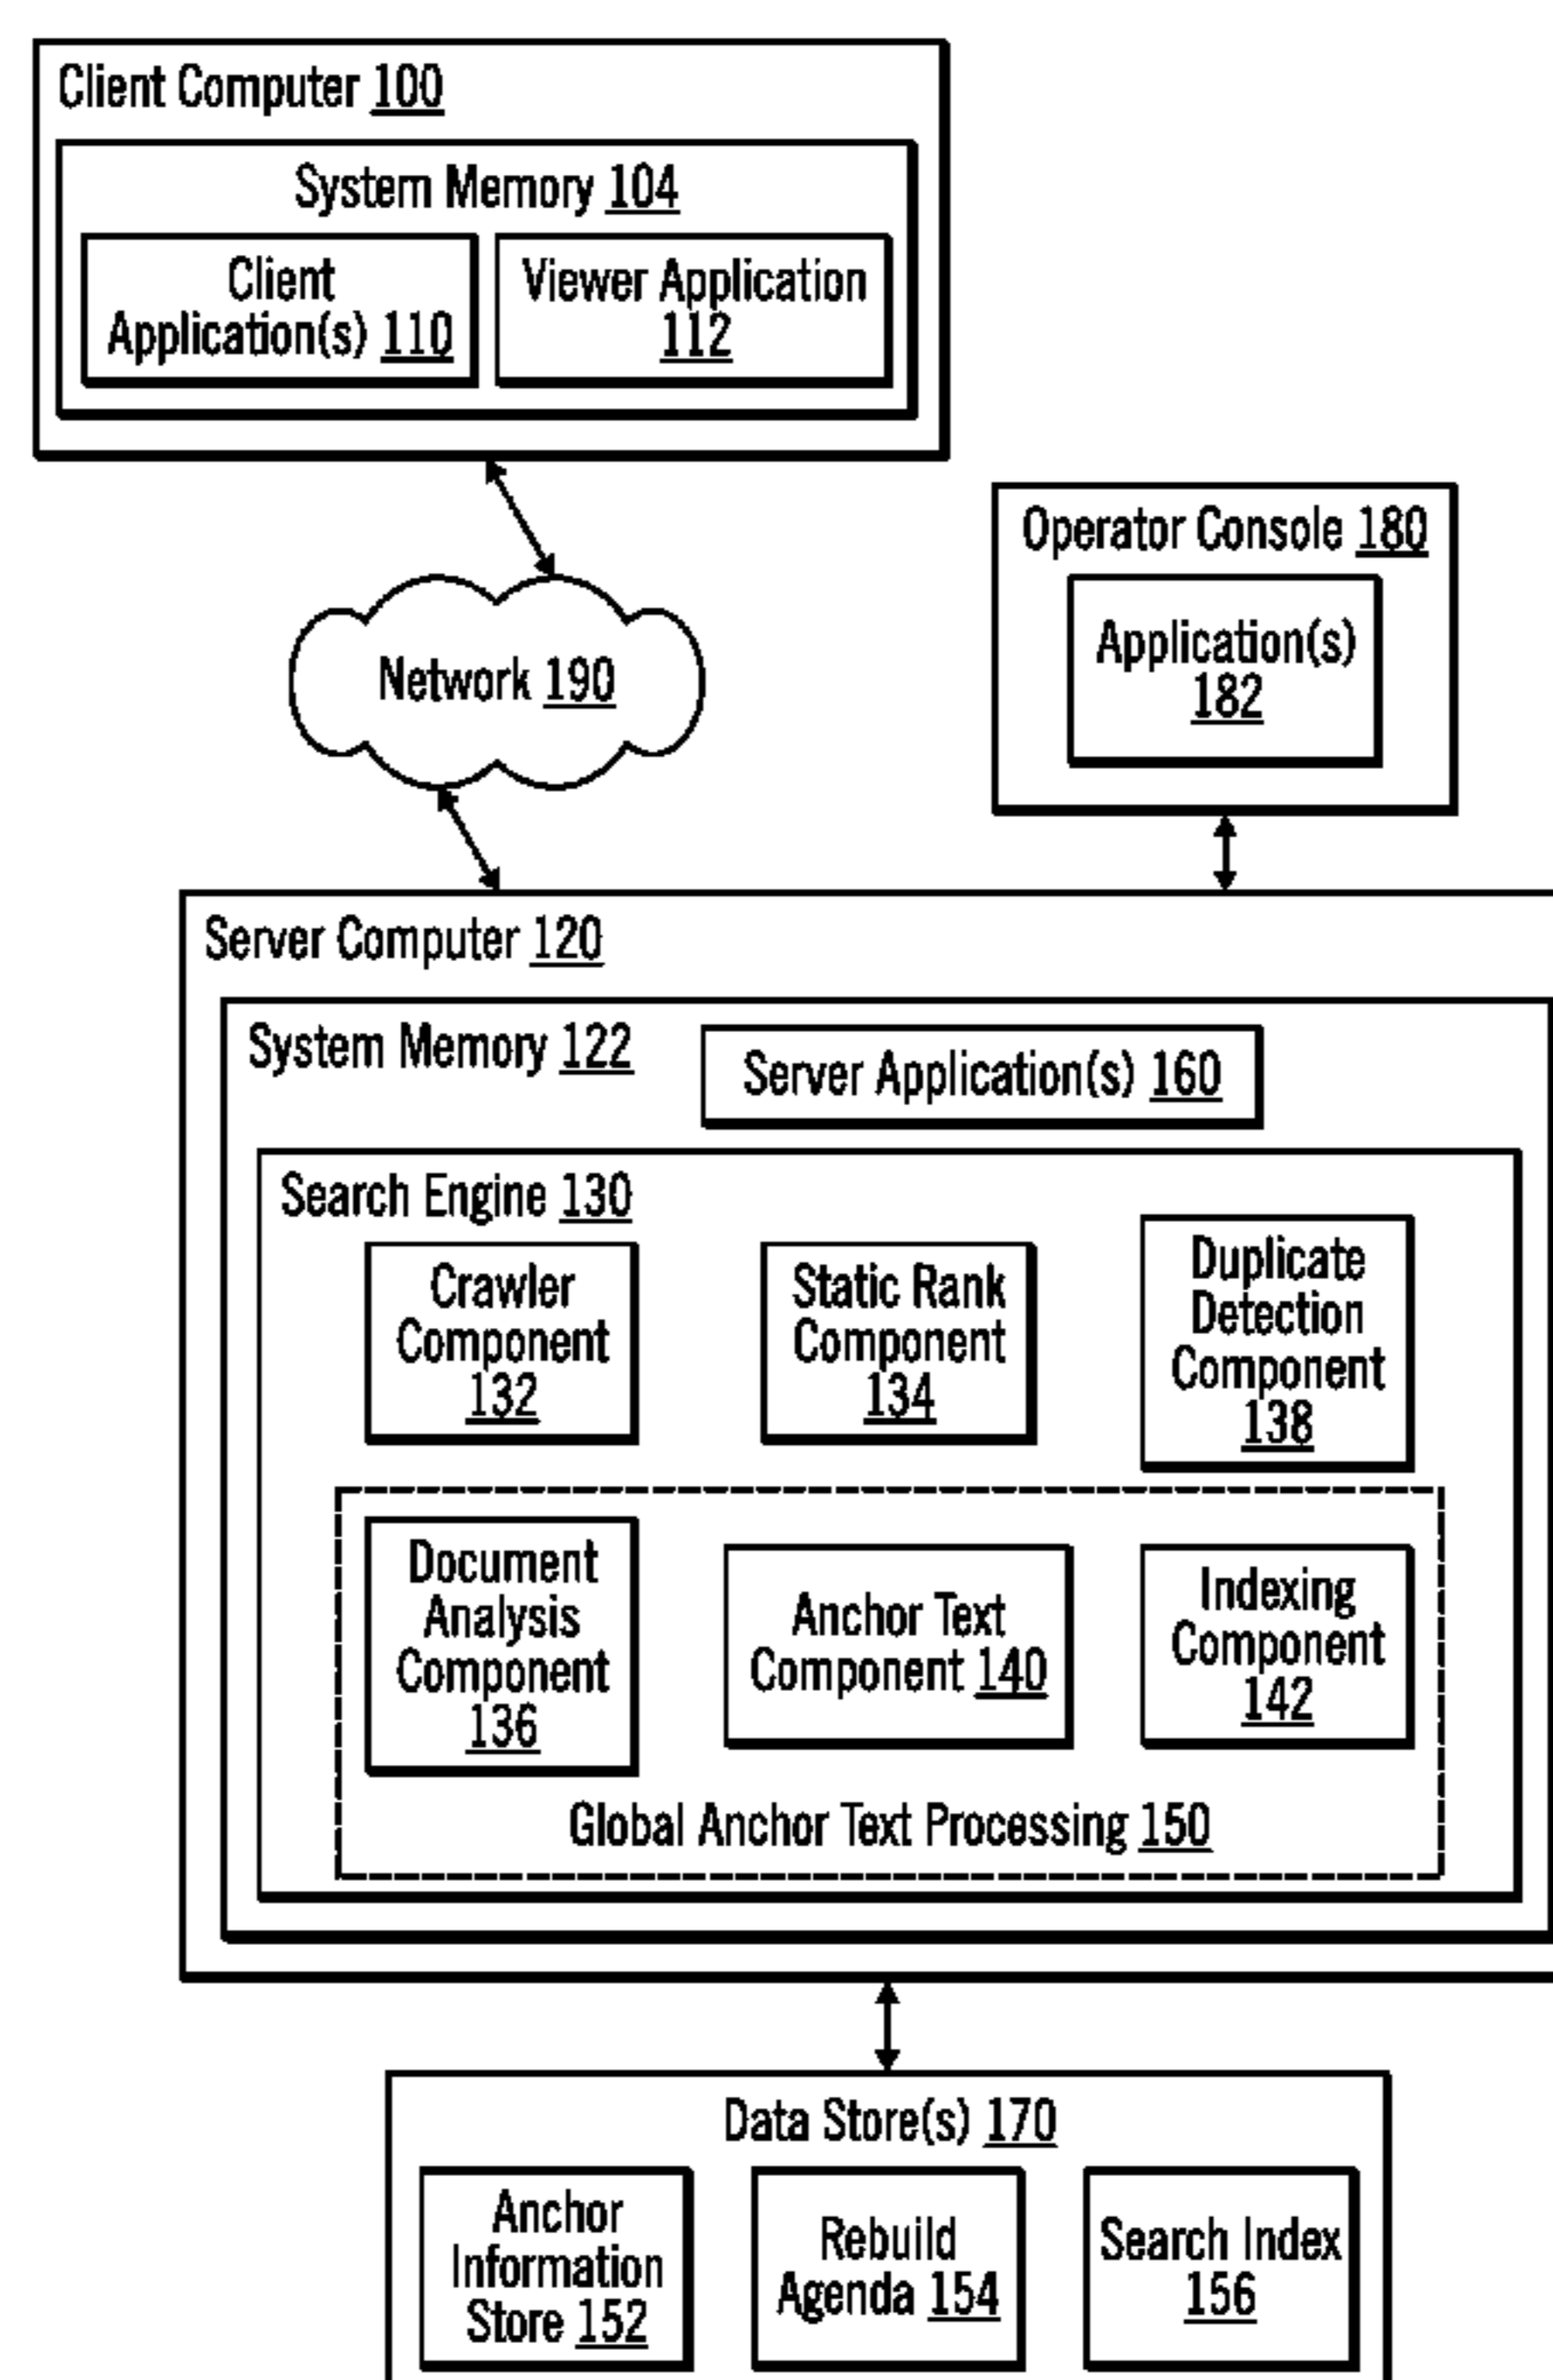 Client Computer 100
System Memory 104
Client
Application(s) 110
Viewer Application
112
Operator Console 180
Application(s)
182
Network 190
Server Computer 120
System Memory 122
Server Application(s) 160
Search Engine 130
Crawler
Component
132
Static Rank
Component
134
Duplicate
Detection
Component
138
Document
Analysis
Component
136
Anchor Text
Component 140
Indexing
Component
142
Global Anchor Text Processing 150
Data Store(s) 170
Anchor
Information
Store 152
Rebuild
Agenda 154
Search Index
156